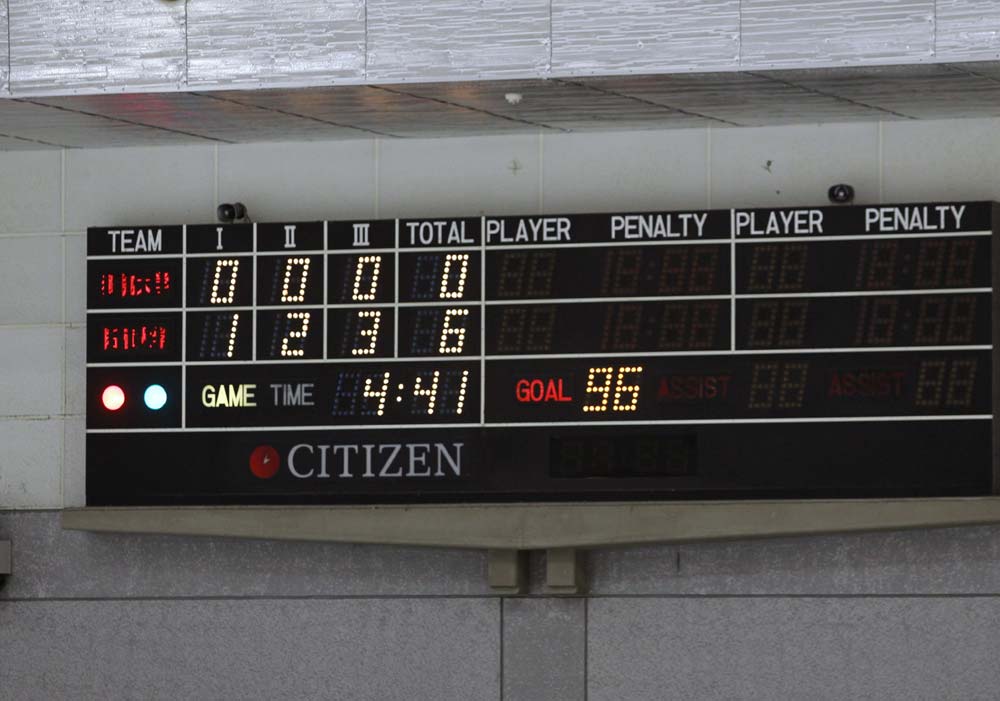 TEAM I II III TOTAL PLAYER PENALTY PLAYER PENALTY
0 0 0 0
1 2 3 6
GAME TIME 4:41 GOAL 96 ASSIST ASSIST
CITIZEN